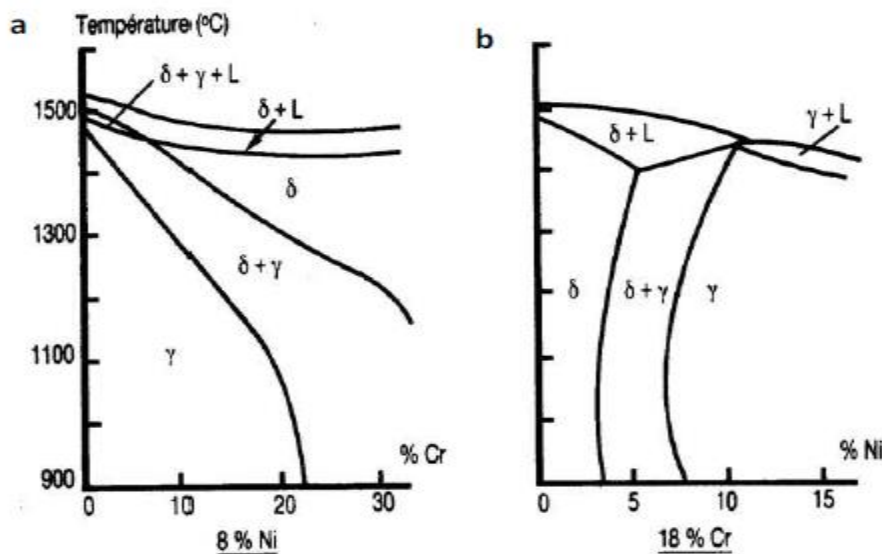 a
Température (°C)
δ + γ + L
δ + L
δ
δ + γ
γ
1500
1300
1100
900
0
10
20
30
% Cr
8 % Ni
b
δ + L
γ + L
δ
δ + γ
γ
% Ni
0
5
10
15
18 % Cr